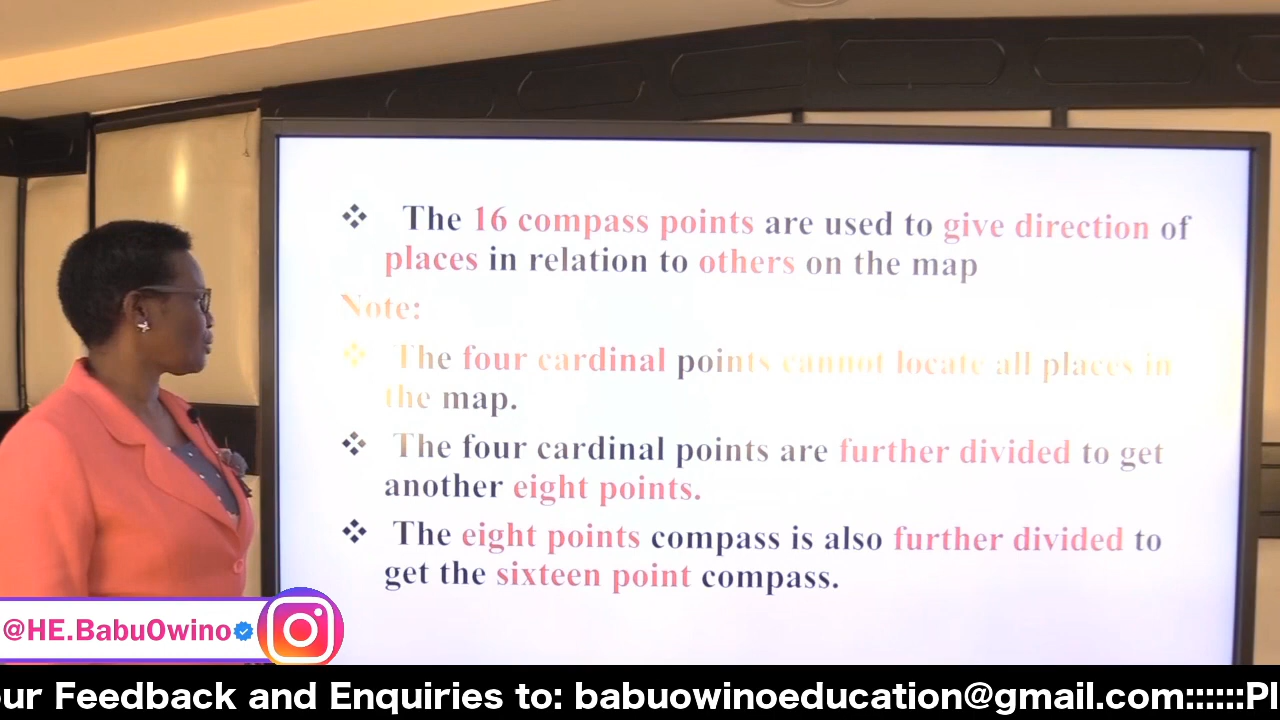 ❖ The 16 compass points are used to give direction of
places in relation to others on the map
Note:
❖ The four cardinal points cannot locate all places in
the map.
❖ The four cardinal points are further divided to get
another eight points.
❖ The eight points compass is also further divided to
get the sixteen point compass.
@HE.BabuOwino
our Feedback and Enquiries to: babuowinoeducation@gmail.com::::::Pl